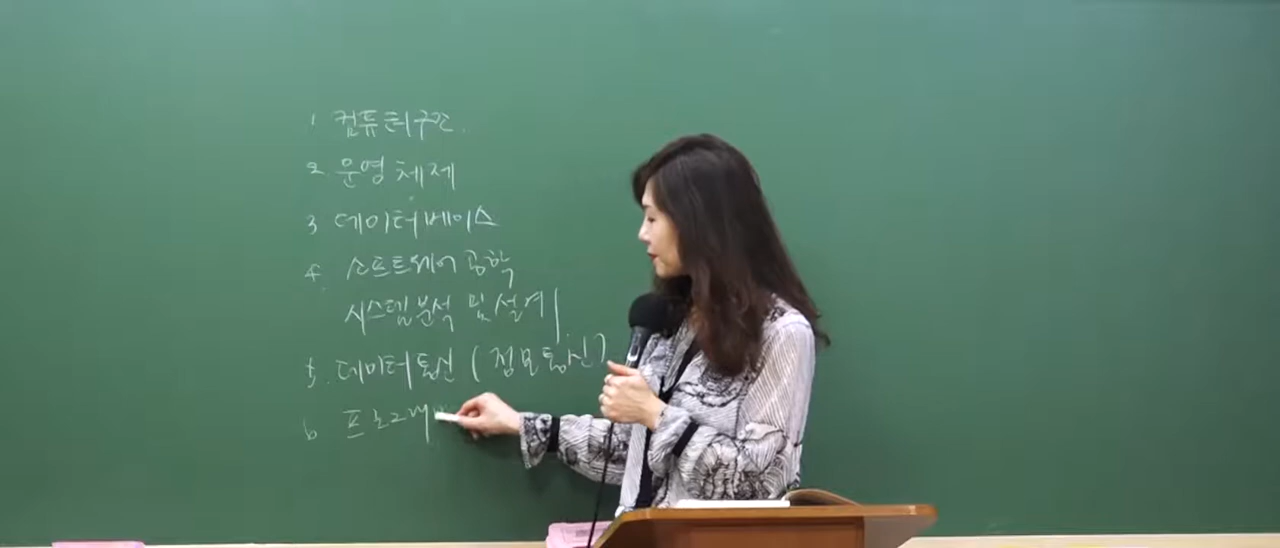 1 컴퓨터구조.
2. 운영체제
3 데이터베이스
4. 소프트웨어 공학
시스템분석 및 설계
5. 데이터통신 (정보통신)
6 프로그래